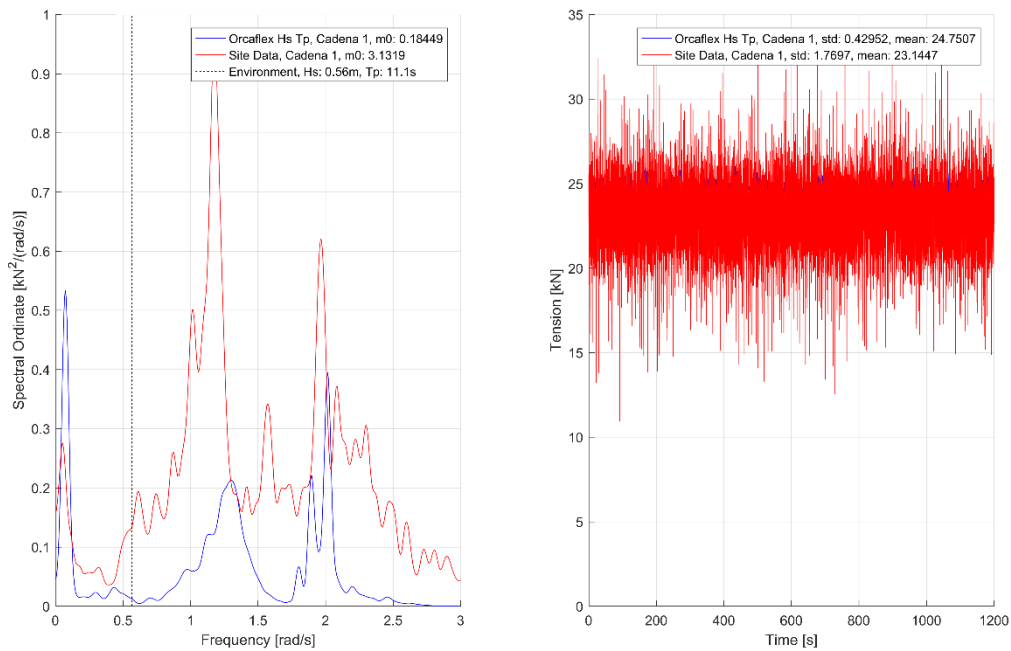 1
0.9
0.8
0.7
0.6
0.5
0.4
0.3
0.2
0.1
0
Spectral Ordinate [kN²/(rad/s)]
Orcaflex Hs Tp, Cadena 1, m0: 0.18449
Site Data, Cadena 1, m0: 3.1319
Environment, Hs: 0.56m, Tp: 11.1s
0 0.5 1 1.5 2 2.5 3
Frequency [rad/s]
35
30
25
20
15
10
5
0
Tension [kN]
Orcaflex Hs Tp, Cadena 1, std: 0.42952, mean: 24.7507
Site Data, Cadena 1, std: 1.7697, mean: 23.1447
0 200 400 600 800 1000 1200
Time [s]